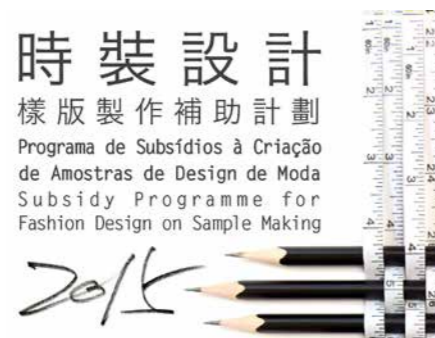 時裝設計
樣版製作補助計劃
Programa de Subsídios à Criação
de Amostras de Design de Moda
Subsidy Programme for
Fashion Design on Sample Making
2015